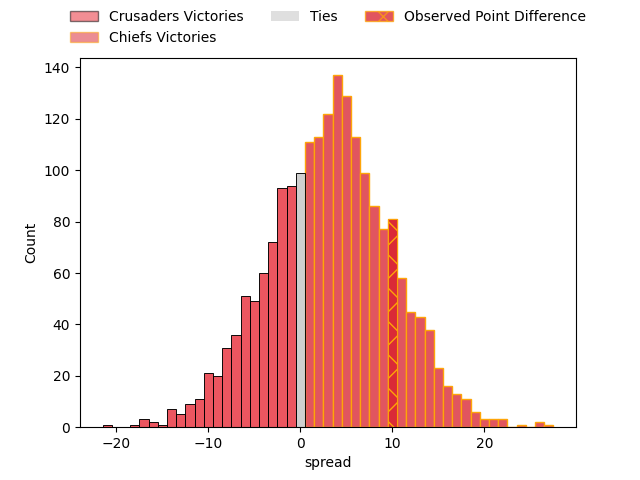 Crusaders Victories
Ties
Observed Point Difference
Chiefs Victories
140
120
100
80
60
40
20
0
Count
−20
−10
0
10
20
spread